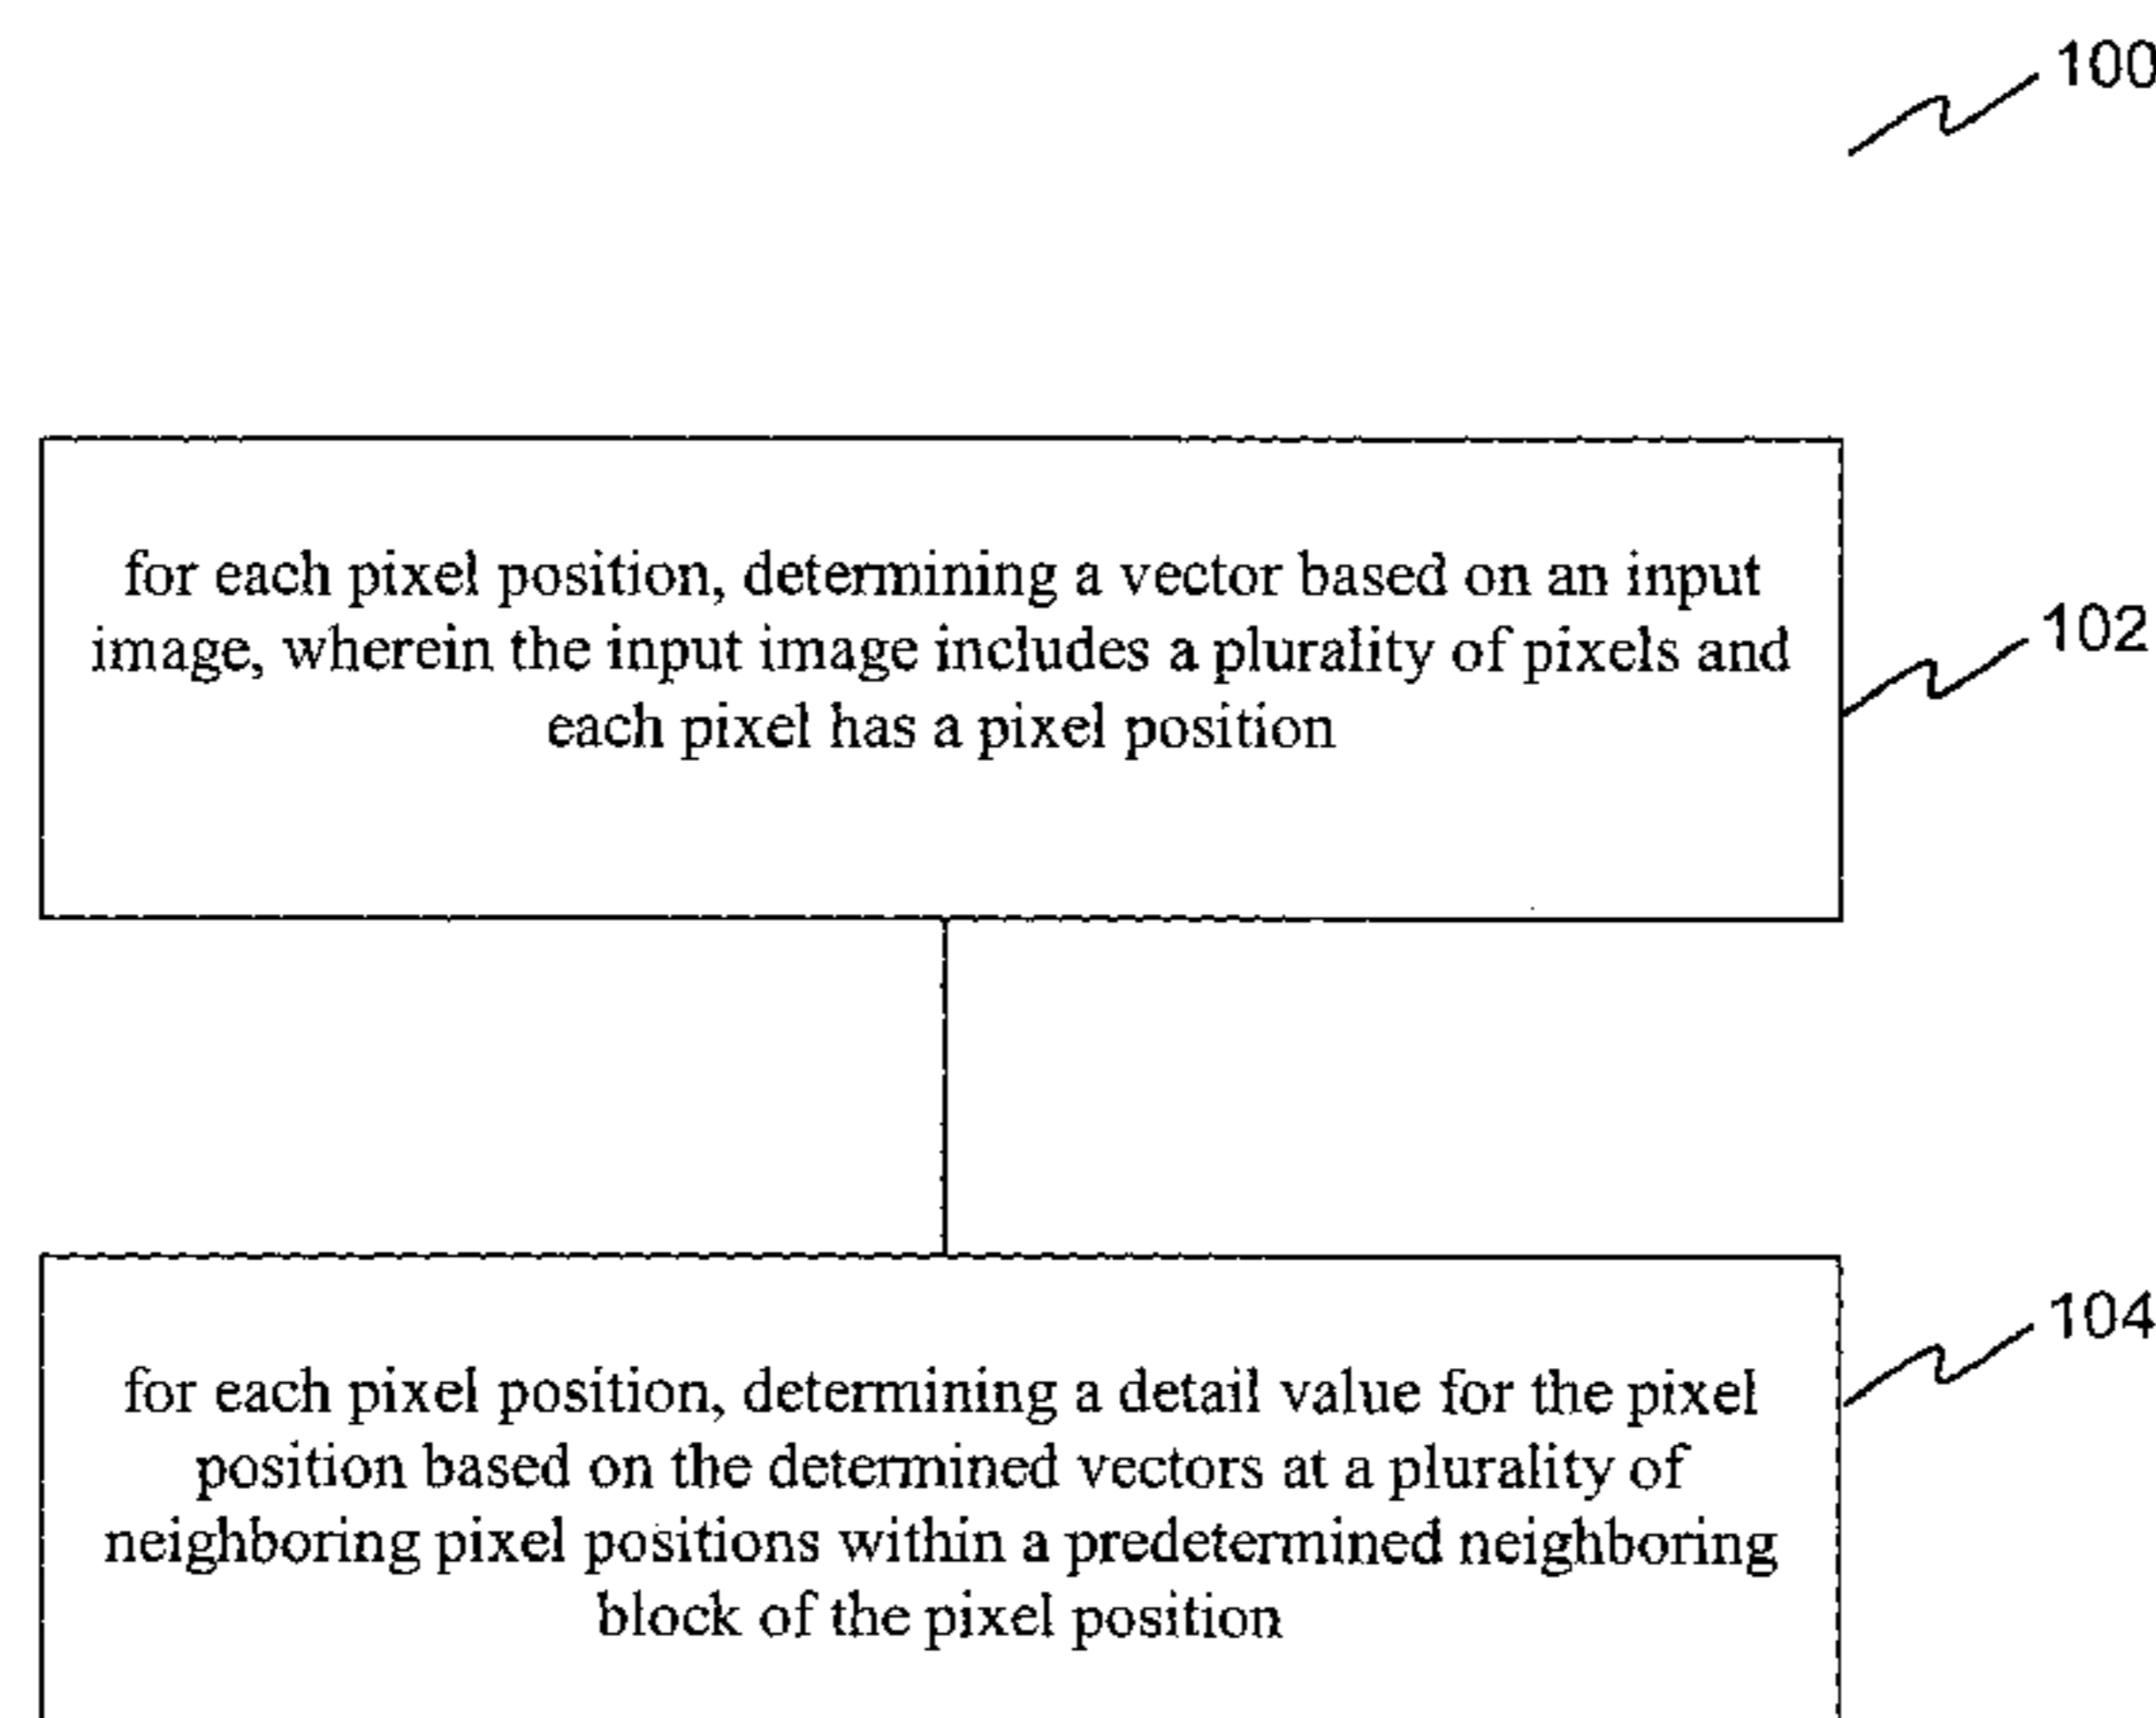 100
for each pixel position, determining a vector based on an input
image, wherein the input image includes a plurality of pixels and
each pixel has a pixel position
102
for each pixel position, determining a detail value for the pixel
position based on the determined vectors at a plurality of
neighboring pixel positions within a predetermined neighboring
block of the pixel position
104